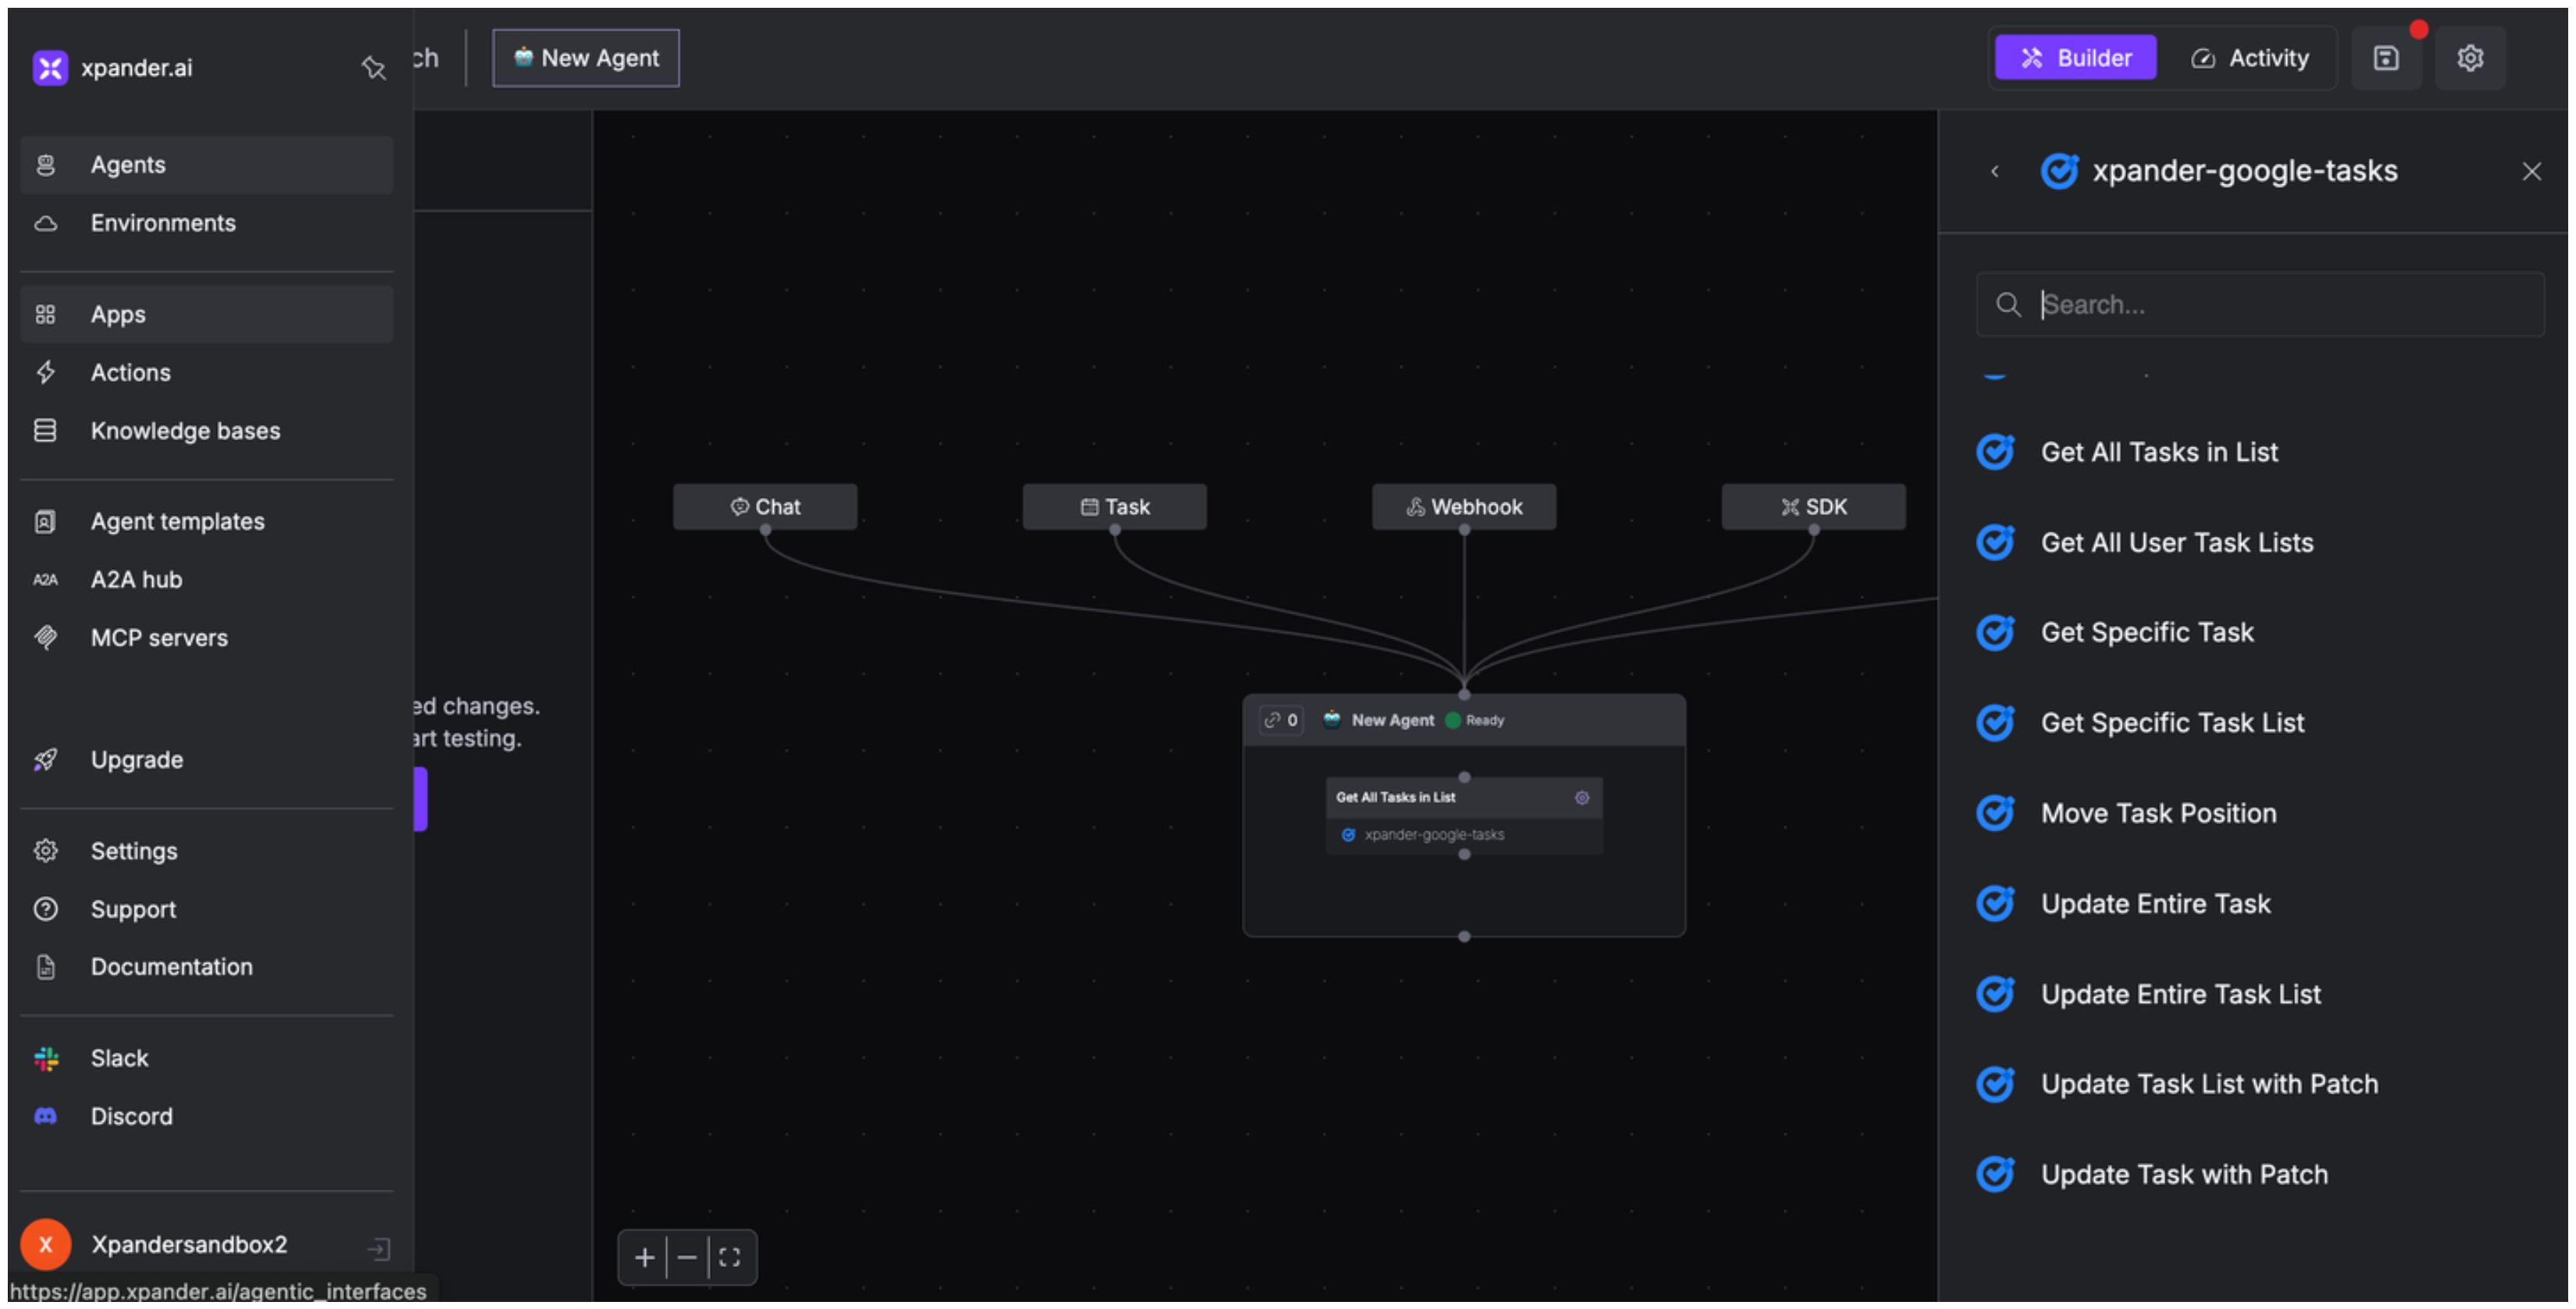 xpander.ai
Agents
Environments
Apps
Actions
Knowledge bases
Agent templates
A2A
A2A hub
MCP servers
Upgrade
Settings
Support
Documentation
Slack
Discord
X
Xpandersandbox2
https://app.xpander.ai/agentic_interfaces
ch
New Agent
Builder
Activity
ed changes.
art testing.
Chat
Task
Webhook
SDK
0
New Agent
Ready
Get All Tasks in List
xpander-google-tasks
xpander-google-tasks
Search...
Get All Tasks in List
Get All User Task Lists
Get Specific Task
Get Specific Task List
Move Task Position
Update Entire Task
Update Entire Task List
Update Task List with Patch
Update Task with Patch